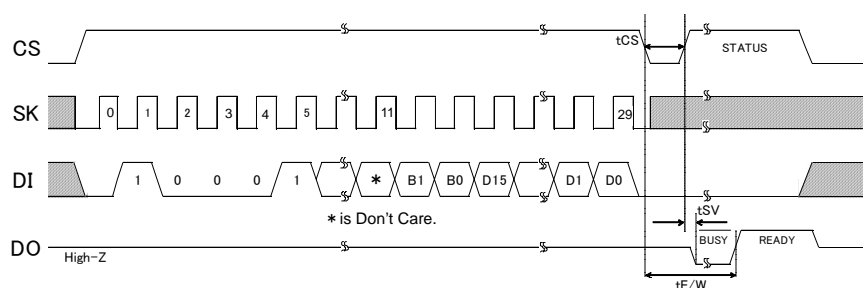 CS
tCS
STATUS
SK
0 1 2 3 4 5 11 29
DI
1 0 0 0 1 * B1 B0 D15 D1 D0
* is Don't Care.
tSV
DO
BUSY READY
High-Z
tE/W